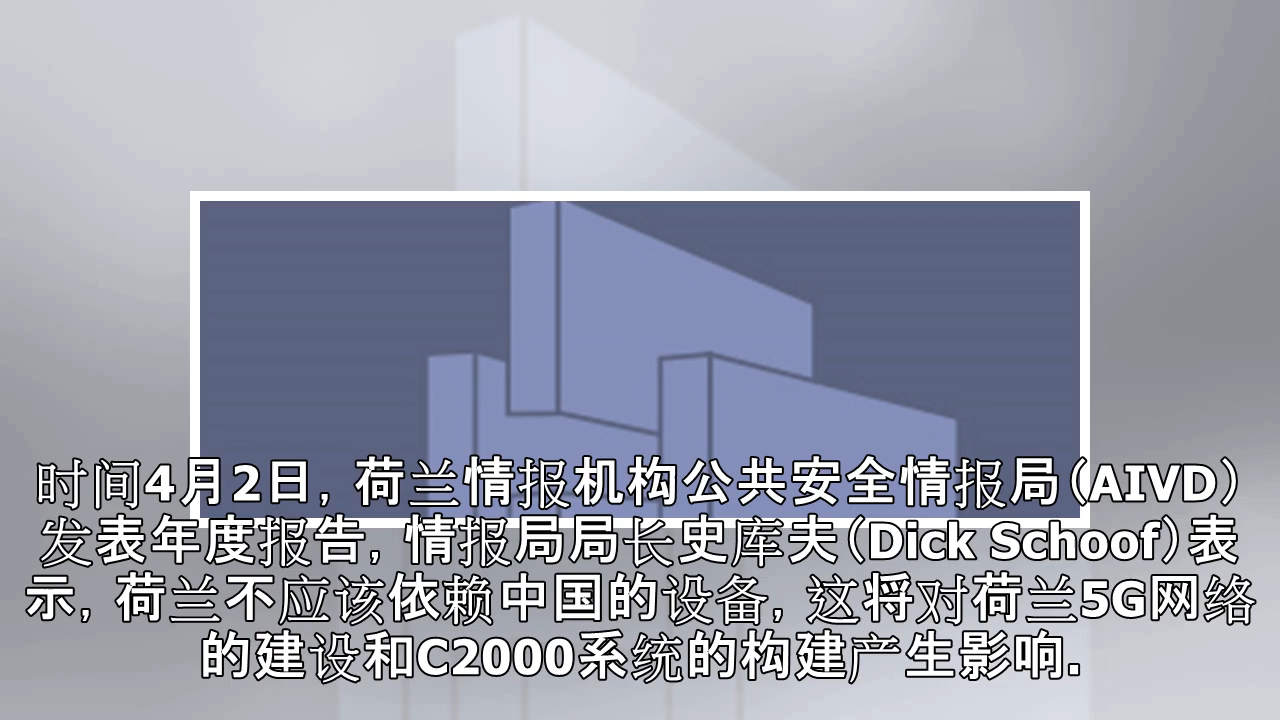 时间4月2日, 荷兰情报机构公共安全情报局(AIVD)
发表年度报告, 情报局局长史库夫(Dick Schoof)表
示, 荷兰不应该依赖中国的设备, 这将对荷兰5G网络
的建设和C2000系统的构建产生影响.